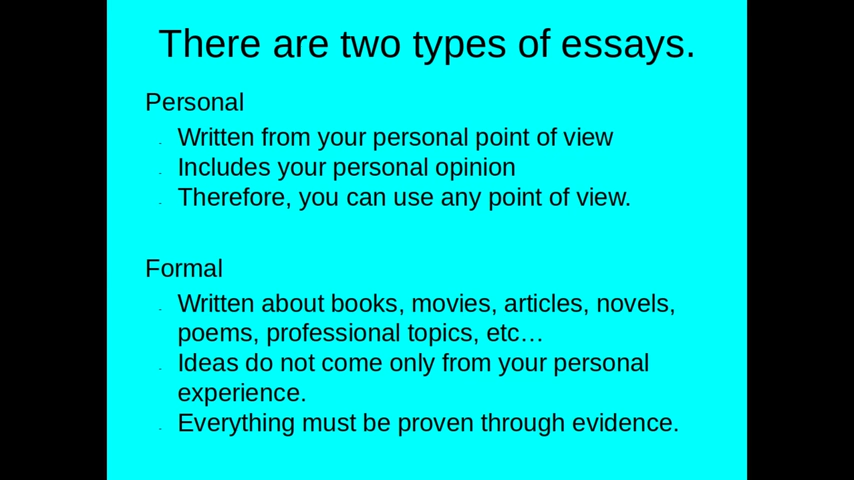 There are two types of essays.
Personal
Written from your personal point of view
Includes your personal opinion
Therefore, you can use any point of view.
Formal
Written about books, movies, articles, novels,
poems, professional topics, etc…
Ideas do not come only from your personal
experience.
Everything must be proven through evidence.